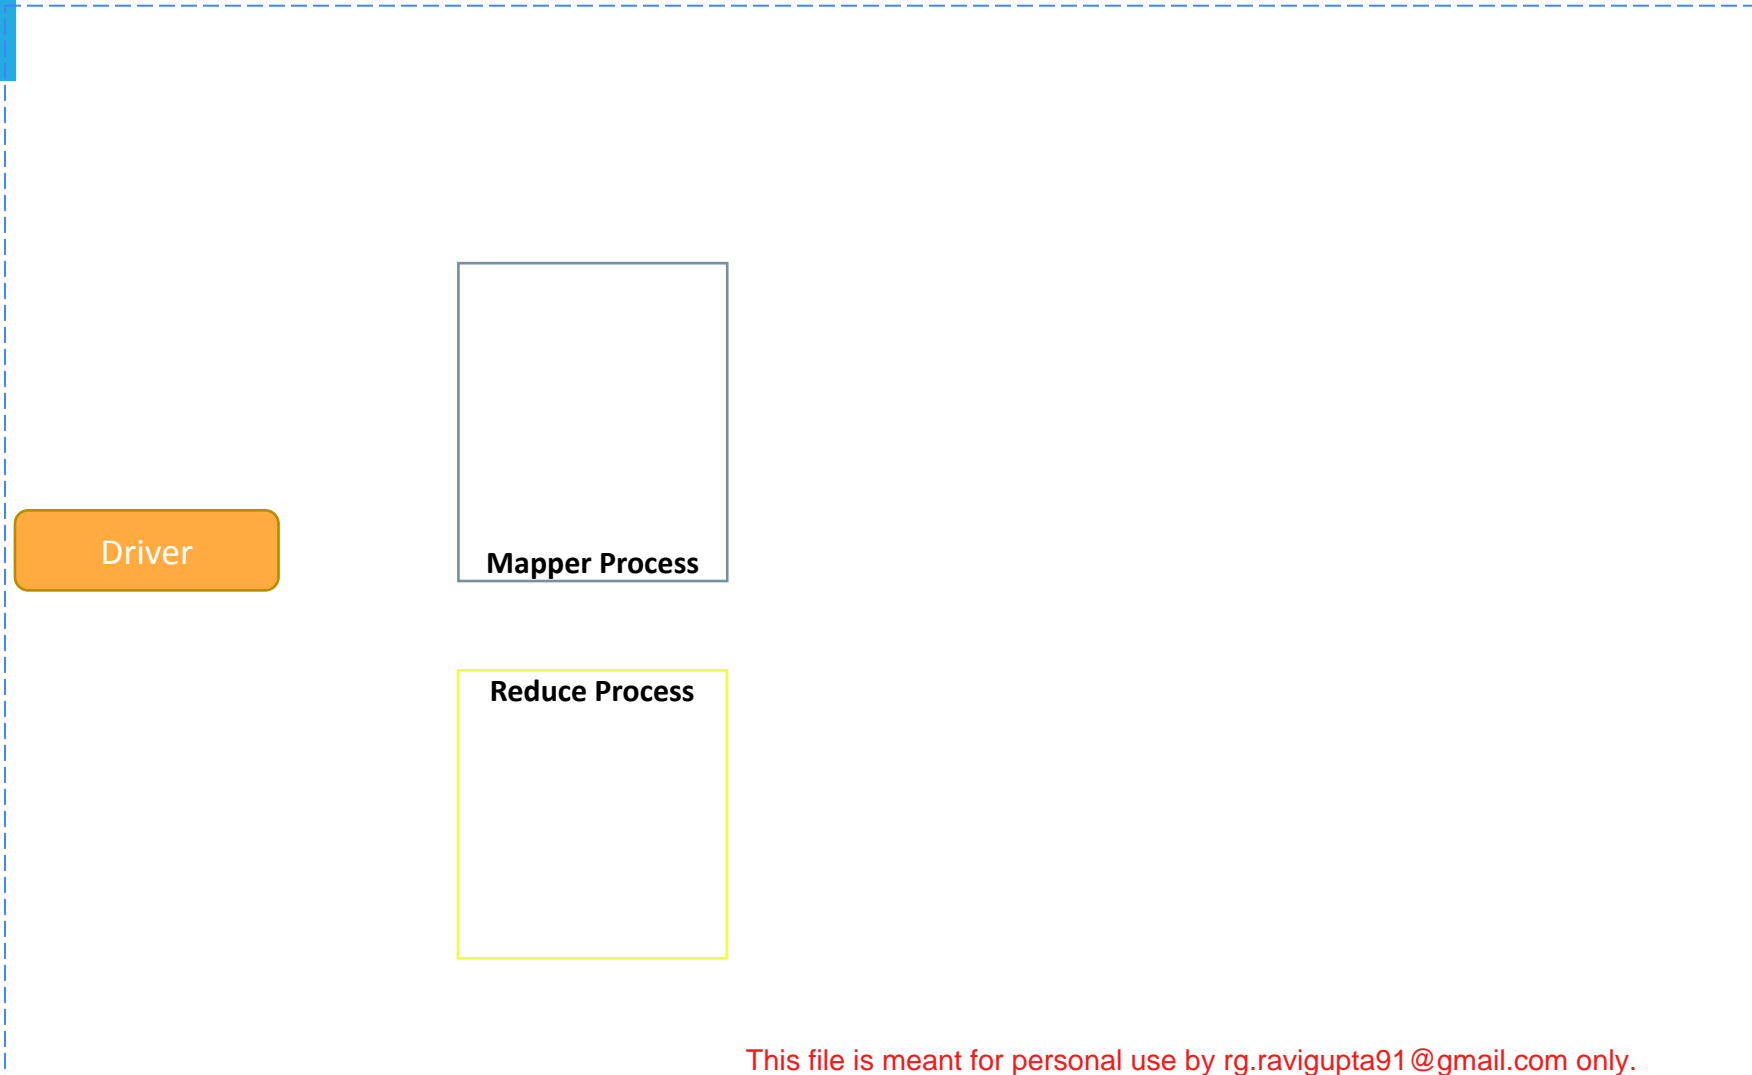 Driver
Mapper Process
Reduce Process
This file is meant for personal use by rg.ravigupta91@gmail.com only.